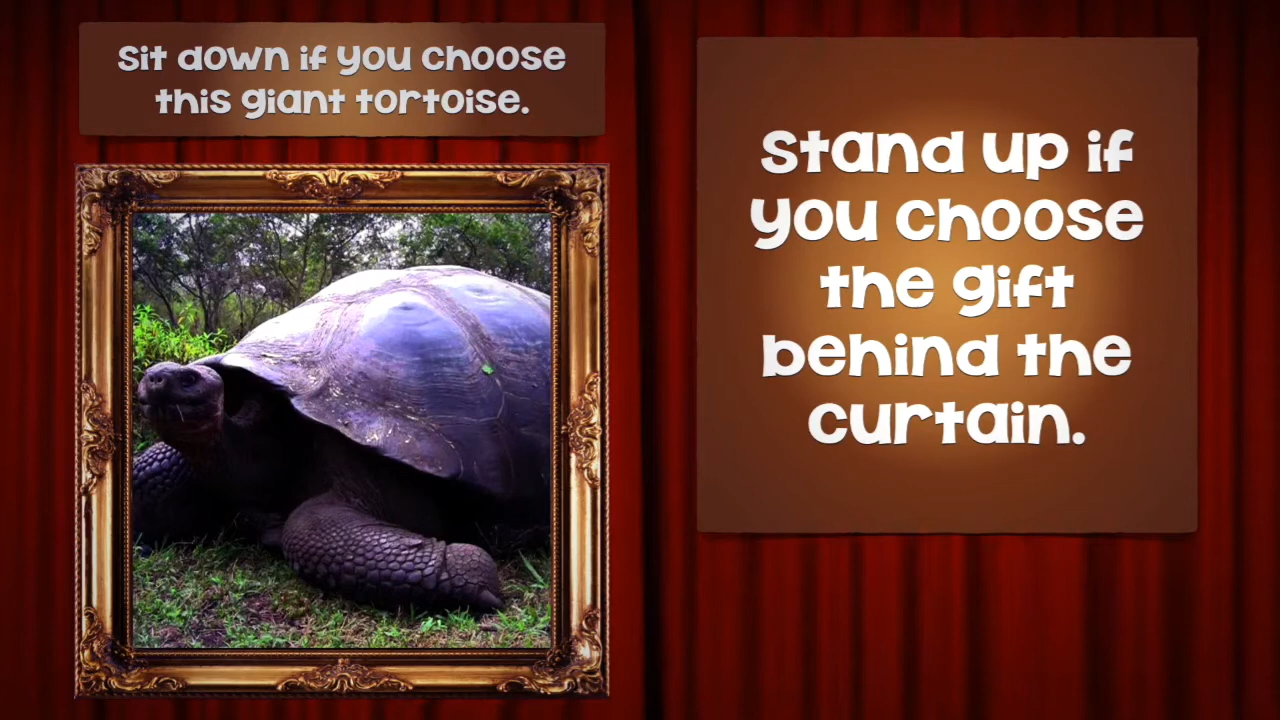 Sit down if you choose
this giant tortoise.
Stand up if
you choose
the gift
behind the
curtain.